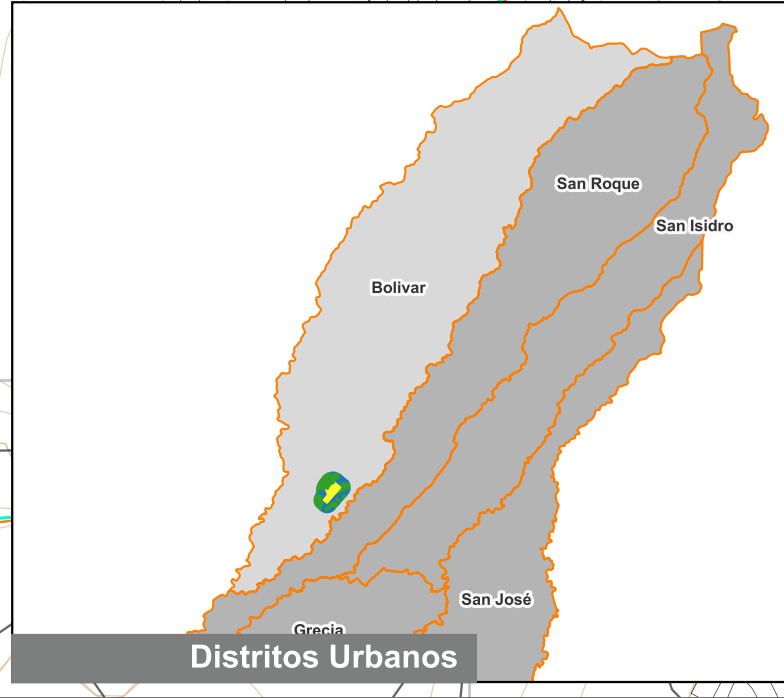 San Roque
San Isidro
Bolivar
San José
Grecia
Distritos Urbanos